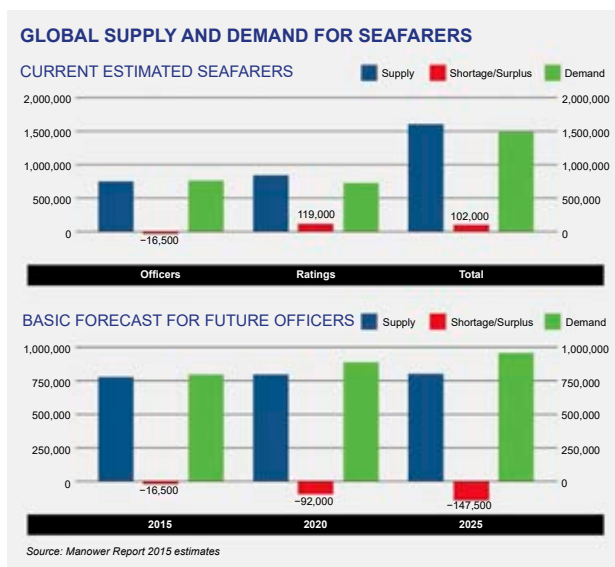 GLOBAL SUPPLY AND DEMAND FOR SEAFARERS
CURRENT ESTIMATED SEAFARERS Supply Shortage/Surplus Demand
2,000,000 2,000,000
1,500,000 1,500,000
1,000,000 1,000,000
500,000 500,000
119,000 102,000
0 0
−16,500
Officers Ratings Total
BASIC FORECAST FOR FUTURE OFFICERS Supply Shortage/Surplus Demand
1,000,000 1,000,000
750,000 750,000
500,000 500,000
250,000 250,000
0 0
−16,500 −92,000 −147,500
2015 2020 2025
Source: Manower Report 2015 estimates